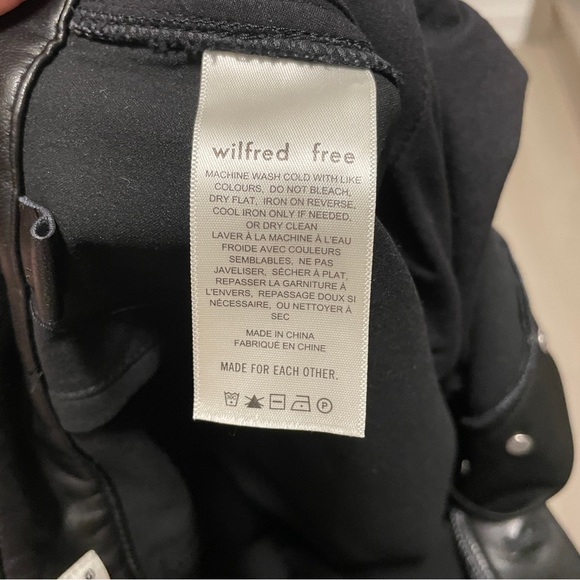 wilfred free
MACHINE WASH COLD WITH LIKE
COLOURS, DO NOT BLEACH,
DRY FLAT, IRON ON REVERSE,
COOL IRON ONLY IF NEEDED,
OR DRY CLEAN
LAVER À LA MACHINE À L'EAU
FROIDE AVEC COULEURS
SEMBLABLES, NE PAS
JAVELISER, SÉCHER À PLAT,
REPASSER LA GARNITURE À
L'ENVERS, REPASSAGE DOUX SI
NÉCESSAIRE, OU NETTOYER À
SEC
MADE IN CHINA
FABRIQUE EN CHINE
MADE FOR EACH OTHER.
P